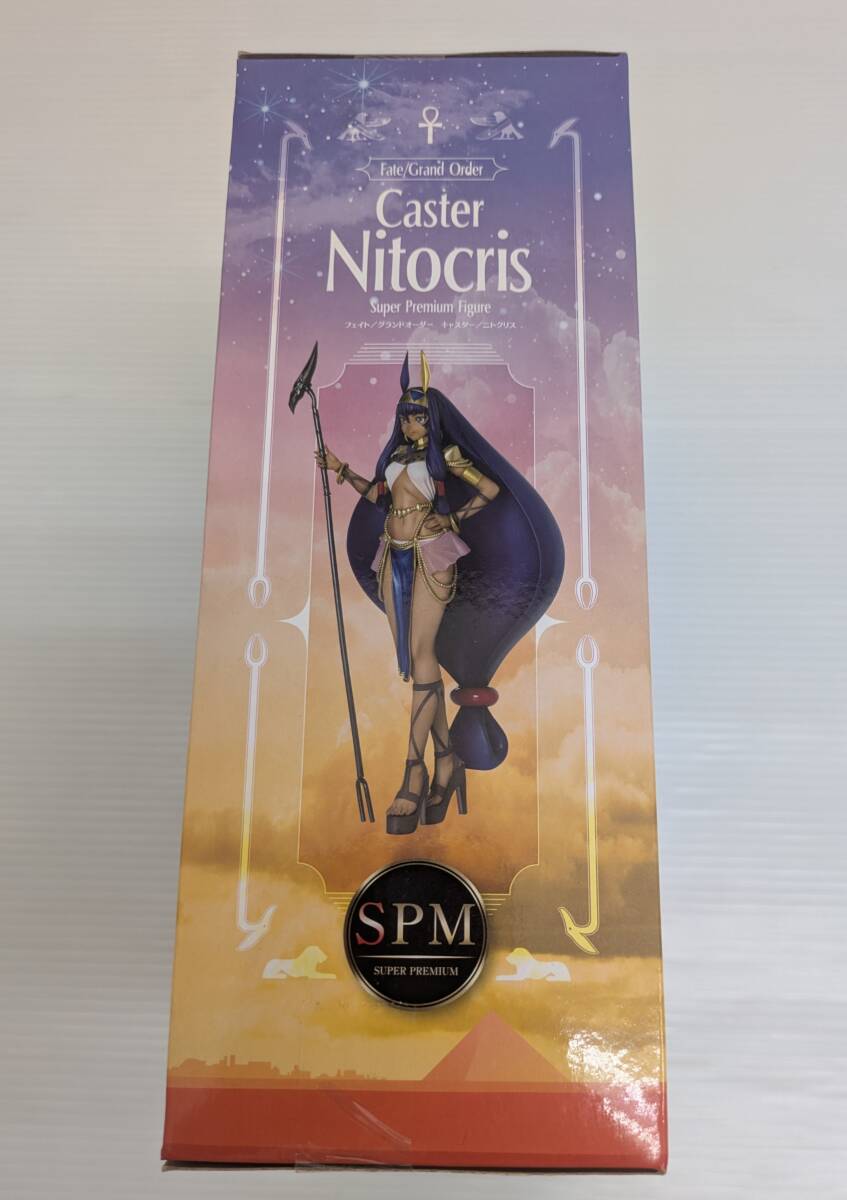 Fate/Grand Order
Caster
Nitocris
Super Premium Figure
フェイト／グランドオーダー　キャスター／ニトクリス
SPM
SUPER PREMIUM